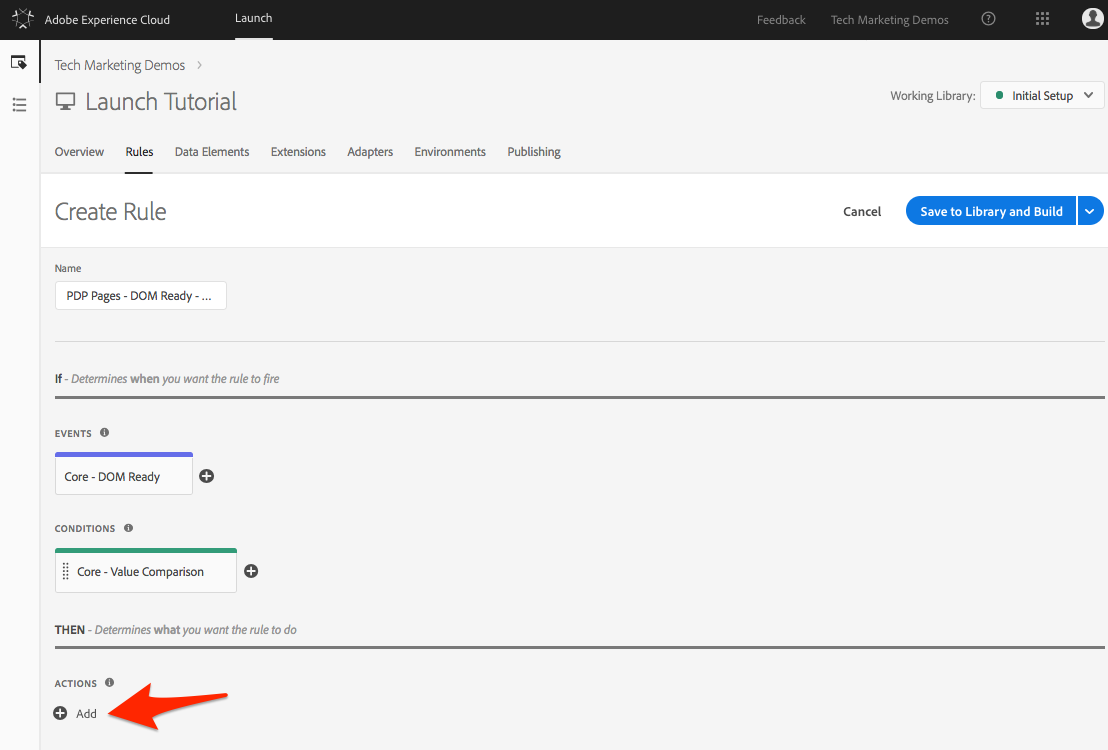 Adobe Experience Cloud Launch Feedback Tech Marketing Demos ?
Tech Marketing Demos >
Launch Tutorial
Working Library: Initial Setup
Overview Rules Data Elements Extensions Adapters Environments Publishing
Create Rule
Cancel Save to Library and Build
Name
PDP Pages - DOM Ready - ...
If - Determines when you want the rule to fire
EVENTS
Core - DOM Ready
CONDITIONS
Core - Value Comparison
THEN - Determines what you want the rule to do
ACTIONS
Add